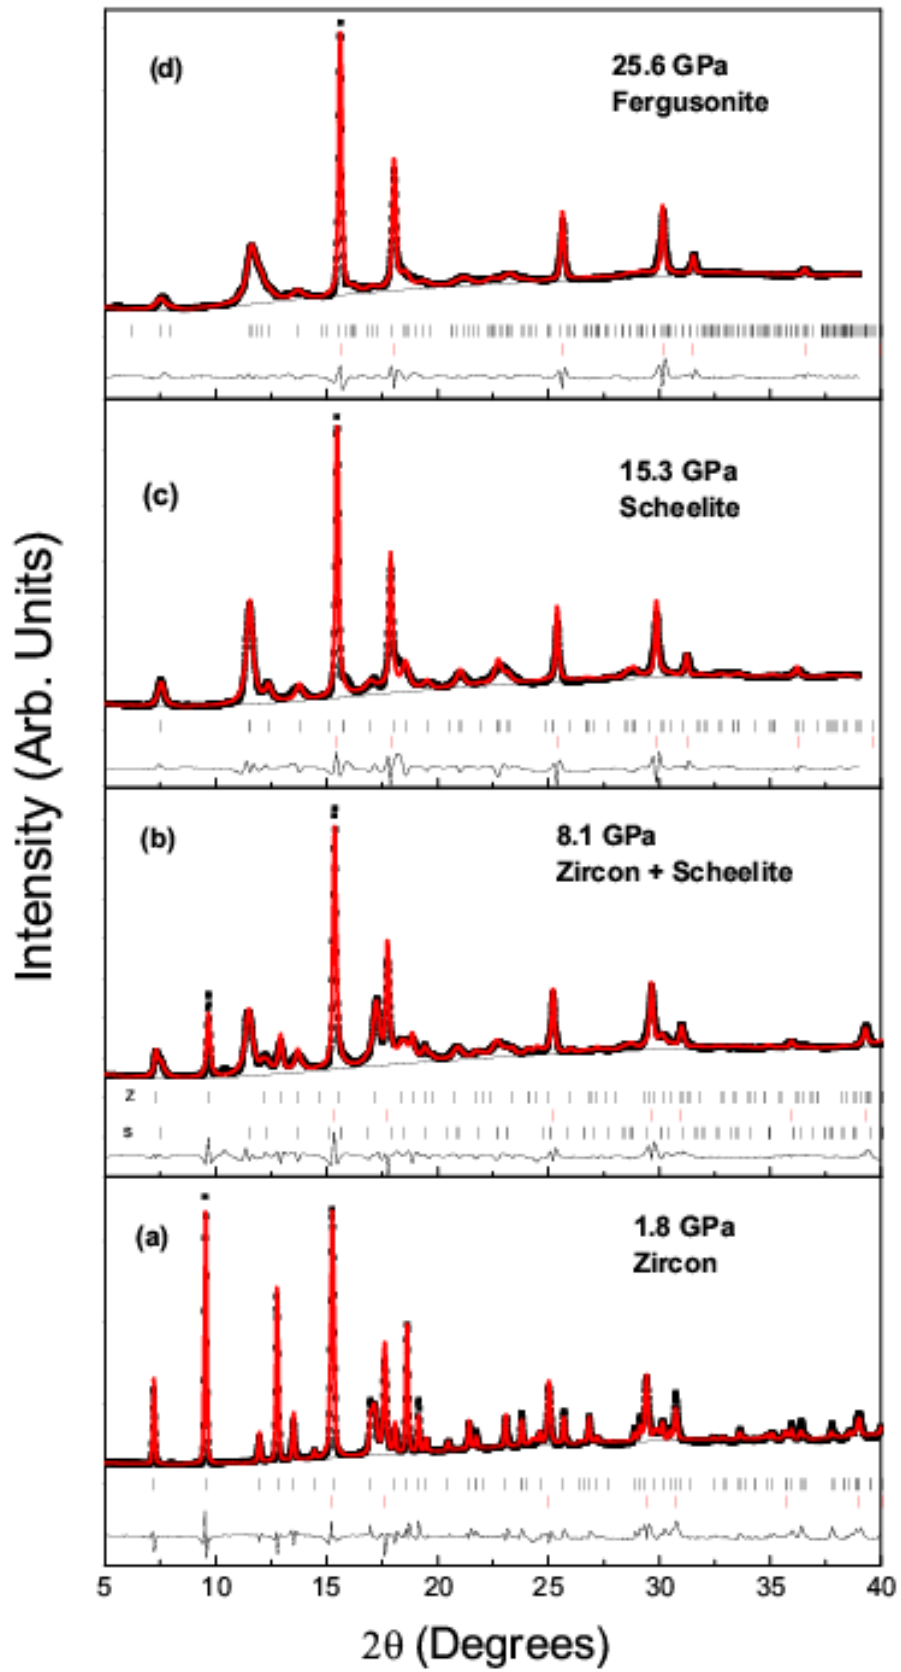 (d)
25.6 GPa
Fergusonite
(c)
15.3 GPa
Scheelite
(b)
8.1 GPa
Zircon + Scheelite
z
s
(a)
1.8 GPa
Zircon
Intensity (Arb. Units)
5 10 15 20 25 30 35 40
2θ (Degrees)